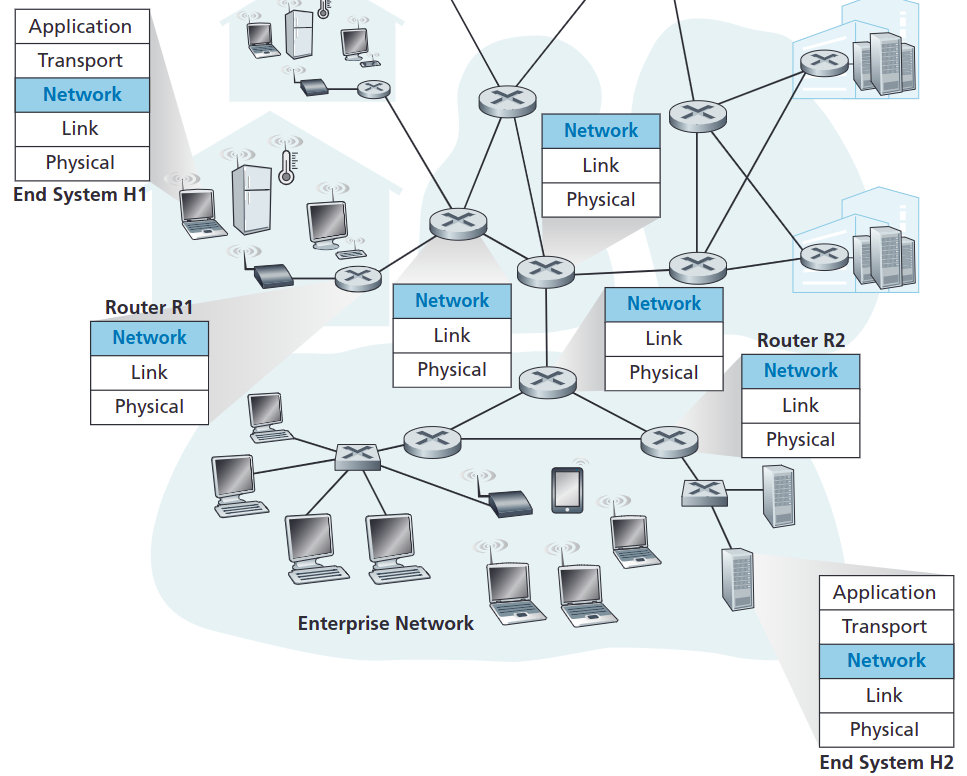 Application
Transport
Network
Link
Physical
End System H1
Network
Link
Physical
Router R1
Network
Link
Physical
Network
Link
Physical
Network
Link
Physical
Router R2
Network
Link
Physical
Enterprise Network
Application
Transport
Network
Link
Physical
End System H2